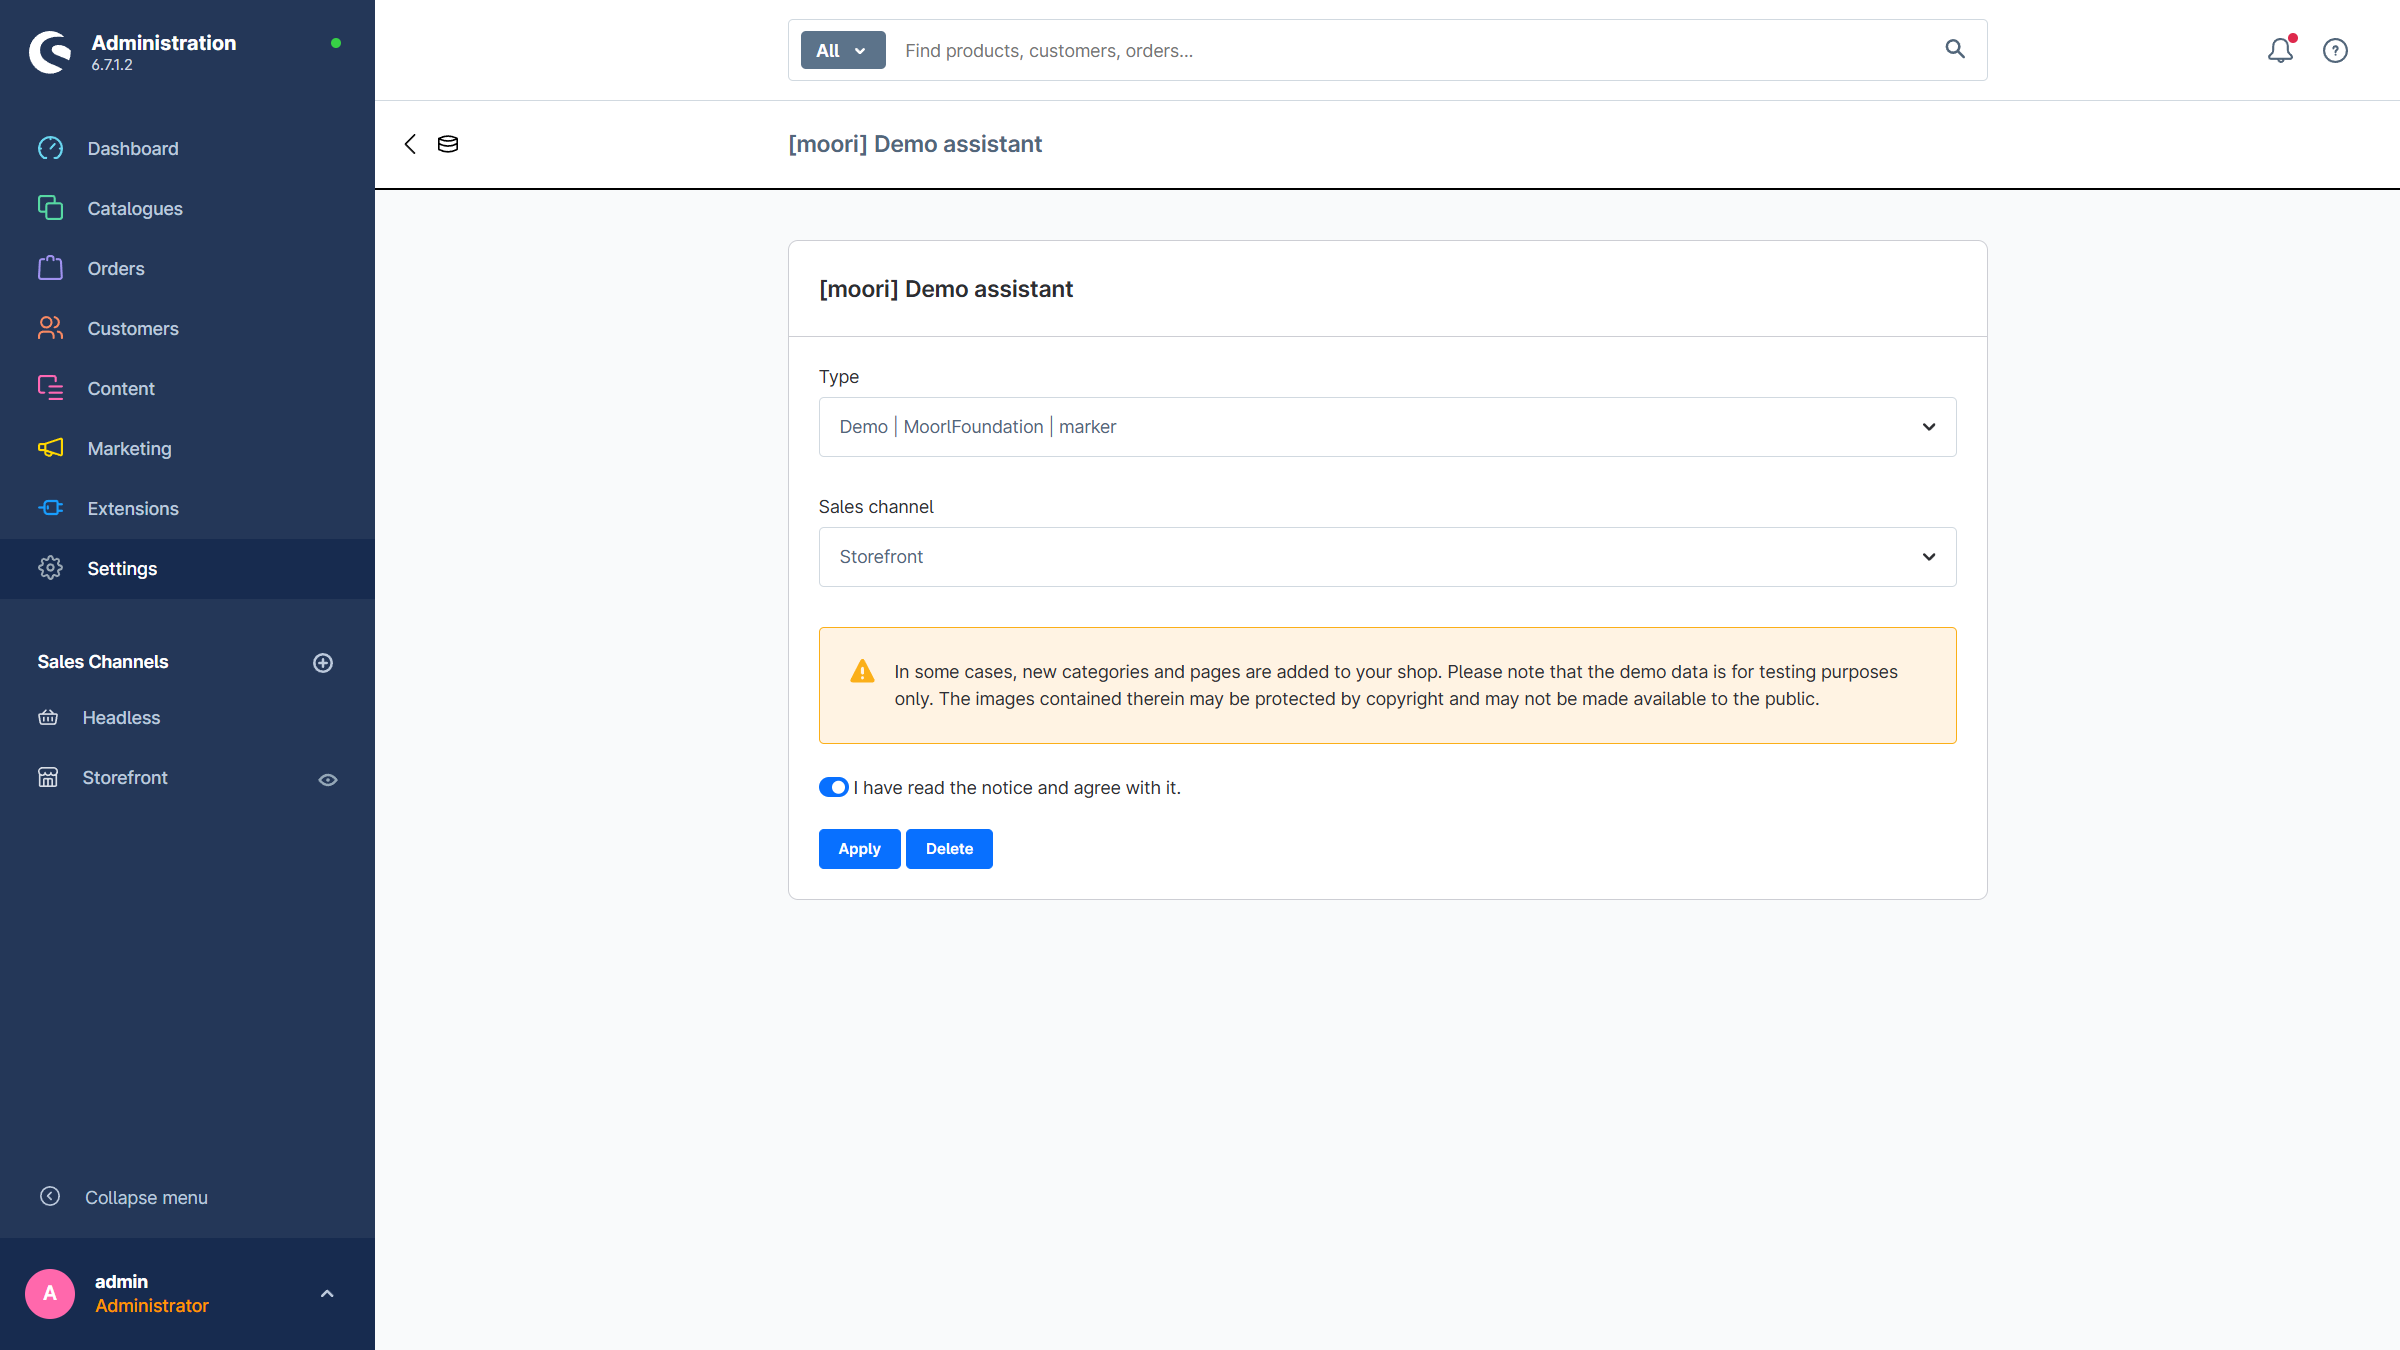 Administration
6.7.1.2
All
Find products, customers, orders...
Dashboard
Catalogues
Orders
Customers
Content
Marketing
Extensions
Settings
Sales Channels
Headless
Storefront
Collapse menu
A
admin
Administrator
[moori] Demo assistant
[moori] Demo assistant
Type
Demo | MoorlFoundation | marker
Sales channel
Storefront
In some cases, new categories and pages are added to your shop. Please note that the demo data is for testing purposes
only. The images contained therein may be protected by copyright and may not be made available to the public.
I have read the notice and agree with it.
Apply
Delete